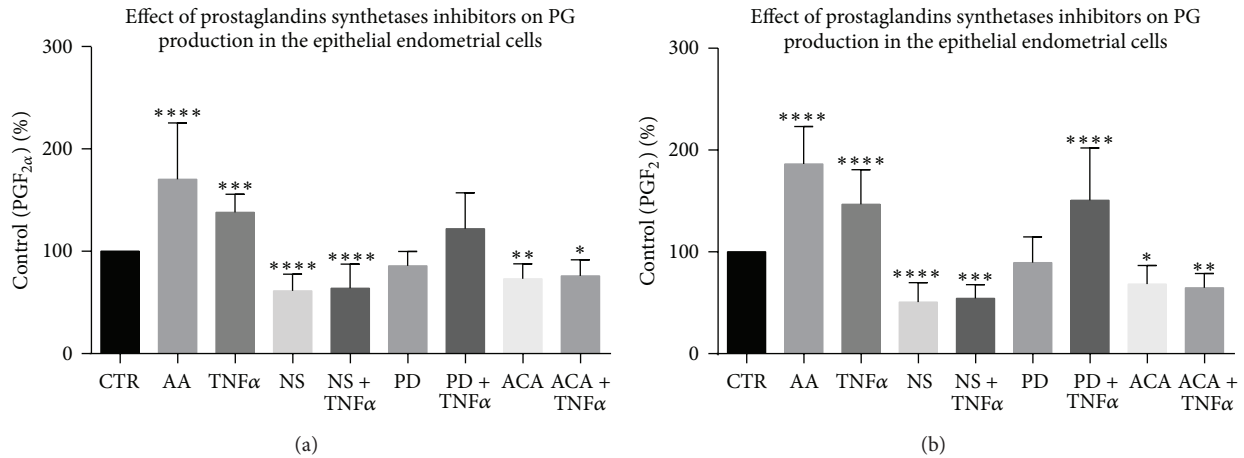 Effect of prostaglandins synthetases inhibitors on PG
production in the epithelial endometrial cells
Control (PGF2α) (%)
300
200
100
0
****
***
****
****
**
*
CTR AA TNFα NS NS + TNFα PD PD + TNFα ACA ACA + TNFα
(a)
Effect of prostaglandins synthetases inhibitors on PG
production in the epithelial endometrial cells
Control (PGF2) (%)
300
200
100
0
****
****
****
***
****
*
**
CTR AA TNFα NS NS + TNFα PD PD + TNFα ACA ACA + TNFα
(b)